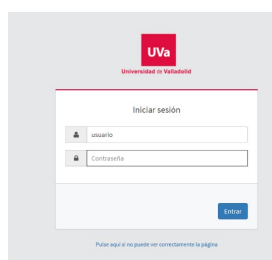 UVa
Universidad de Valladolid
Iniciar sesión
usuario
Contraseña
Entrar
Pulse aquí si no puede ver correctamente la página